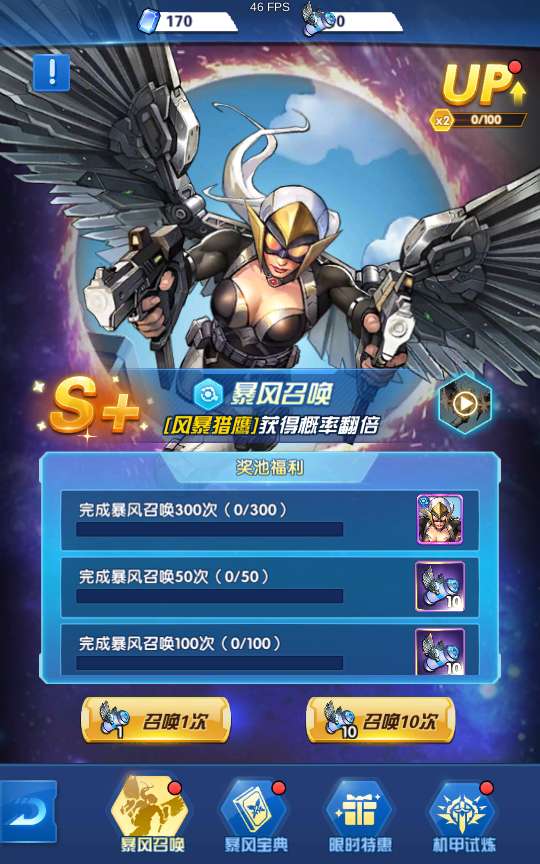 46 FPS
170
0
!
UP
x2 0/100
S+
暴风召唤
[风暴猎鹰]获得概率翻倍
奖池福利
完成暴风召唤300次（0/300）
完成暴风召唤50次（0/50）
10
完成暴风召唤100次（0/100）
10
1 召唤1次
10 召唤10次
暴风召唤
暴风宝典
限时特惠
机甲试炼